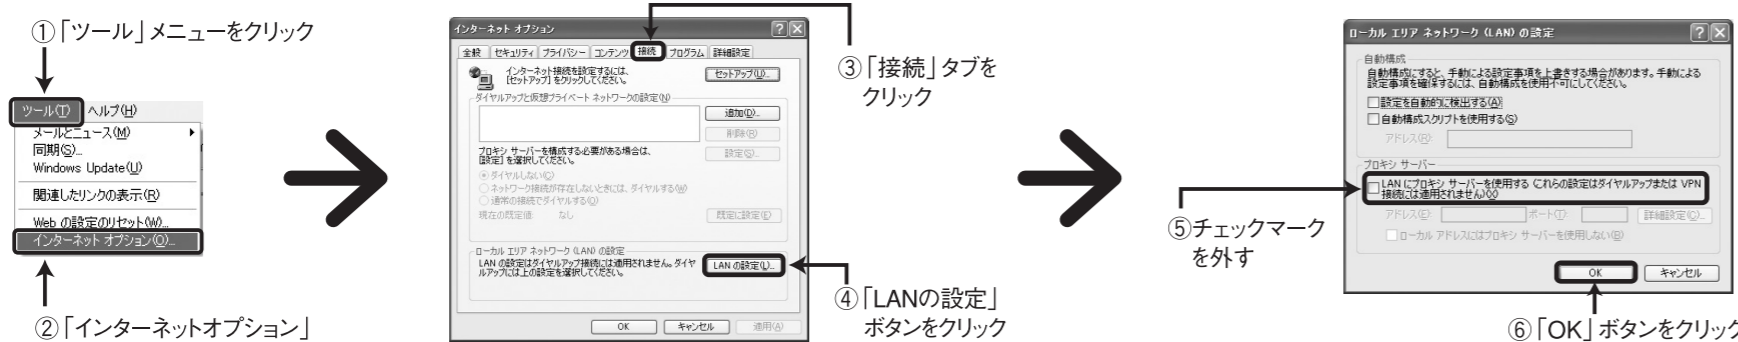 ①「ツール」メニューをクリック
ツール(T) ヘルプ(H)
メールとニュース(M)
同期(S)...
Windows Update(U)
関連したリンクの表示(R)
Web の設定のリセット(W)...
インターネット オプション(O)...
②「インターネットオプション」
インターネット オプション
全般 セキュリティ プライバシー コンテンツ 接続 プログラム 詳細設定
インターネット接続を設定するには、
[セットアップ] をクリックしてください。
セットアップ(U)...
ダイヤルアップと仮想プライベート ネットワークの設定(N)
追加(D)...
削除(R)
プロキシ サーバーを構成する必要がある場合は、
[設定] を選択してください。
設定(S)...
ダイヤルしない(C)
ネットワーク接続が存在しないときには、ダイヤルする(W)
通常の接続でダイヤルする(O)
現在の既定値: なし
既定に設定(E)
ローカル エリア ネットワーク (LAN) の設定
LAN の設定はダイヤルアップ接続には適用されません。ダイヤ
ルアップには上の設定を選択してください。
LAN の設定(L)...
OK キャンセル 適用(A)
③「接続」タブを
クリック
④「LANの設定」
ボタンをクリック
ローカル エリア ネットワーク (LAN) の設定
自動構成
自動構成にすると、手動による設定事項を上書きする場合があります。手動による
設定事項を確保するには、自動構成を使用不可にしてください。
設定を自動的に検出する(A)
自動構成スクリプトを使用する(S)
アドレス(R):
プロキシ サーバー
LAN にプロキシ サーバーを使用する (これらの設定はダイヤルアップまたは VPN
接続には適用されません)(X)
アドレス(E): ポート(T): 詳細設定(C)...
ローカル アドレスにはプロキシ サーバーを使用しない(B)
OK キャンセル
⑤チェックマーク
を外す
⑥「OK」ボタンをクリック